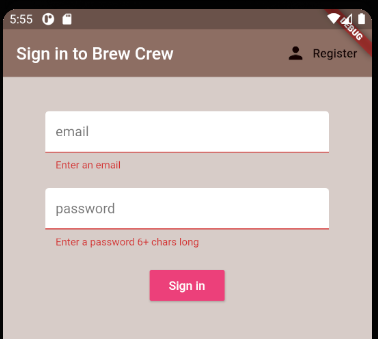 5:55
DEBUG
Sign in to Brew Crew
Register
email
Enter an email
password
Enter a password 6+ chars long
Sign in